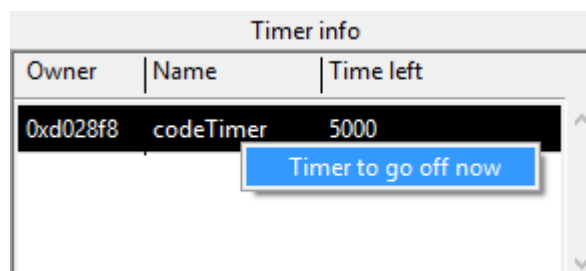 Timer info
Owner Name Time left
0xd028f8 codeTimer 5000
Timer to go off now